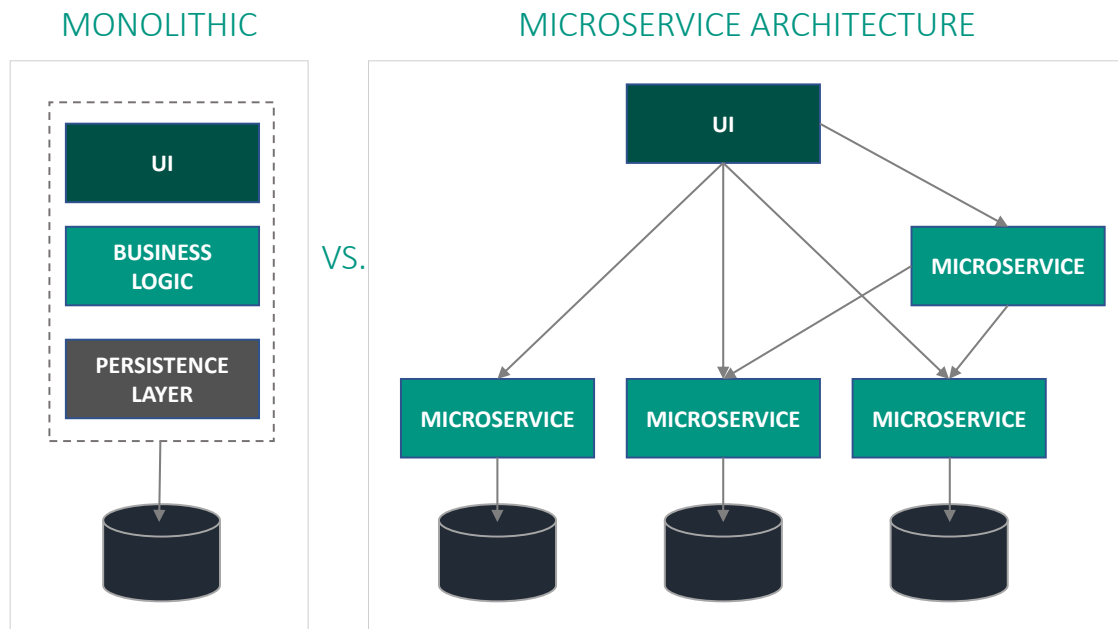 MONOLITHIC
MICROSERVICE ARCHITECTURE
UI
BUSINESS
LOGIC
PERSISTENCE
LAYER
VS.
UI
MICROSERVICE
MICROSERVICE
MICROSERVICE
MICROSERVICE